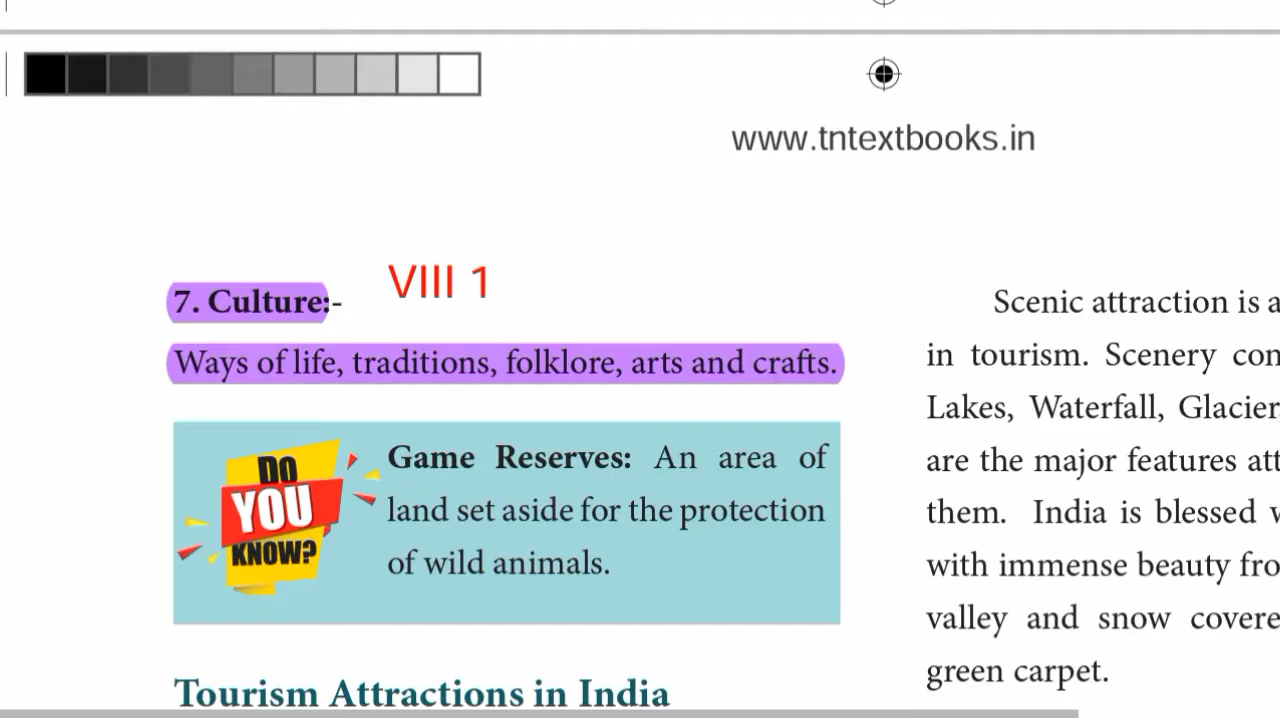 www.tntextbooks.in
7. Culture:-
VIII 1
Ways of life, traditions, folklore, arts and crafts.
DO
YOU
KNOW?
Game Reserves: An area of
land set aside for the protection
of wild animals.
Tourism Attractions in India
Scenic attraction is a
in tourism. Scenery con
Lakes, Waterfall, Glacier
are the major features att
them. India is blessed w
with immense beauty fro
valley and snow covere
green carpet.